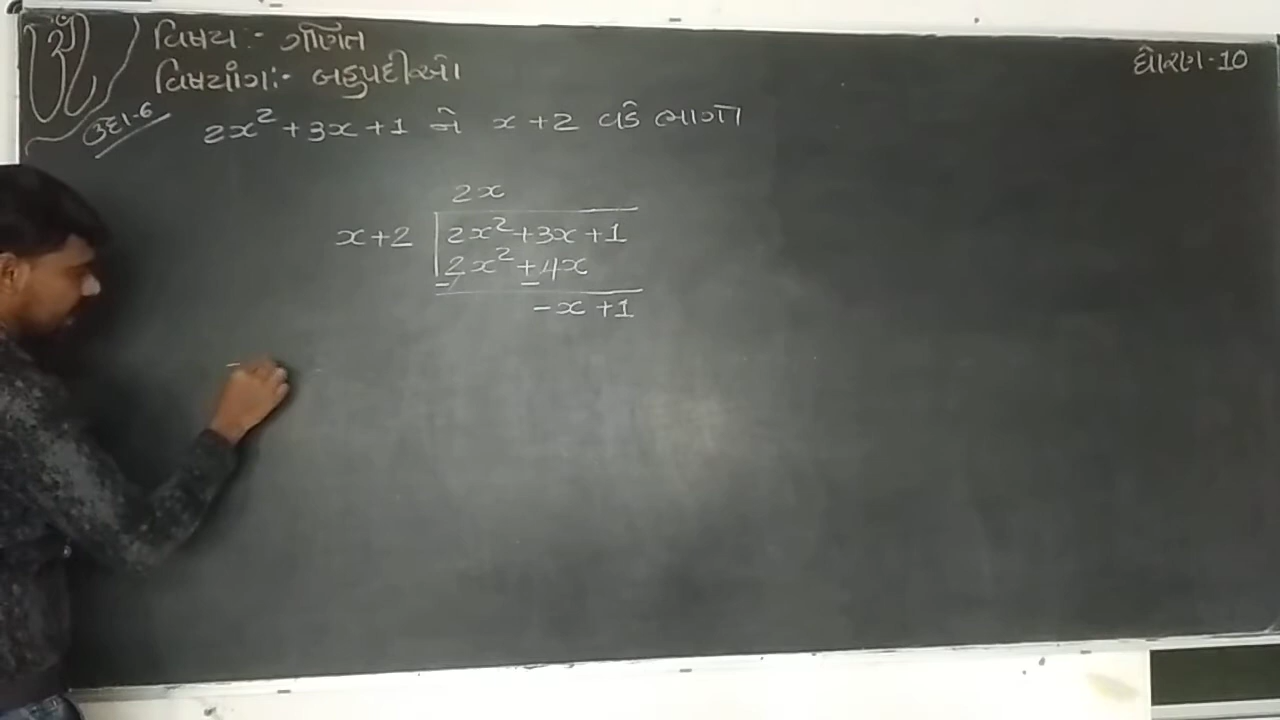 વિષય:- ગણિત
ધોરણ-10
વિષયાંગ:- બહુપદીઓ
ઉદા-6
2x² + 3x + 1 ને x + 2 વડે ભાગો
2x
x+2 2x² + 3x + 1
2x² + 4x
- -
-x + 1